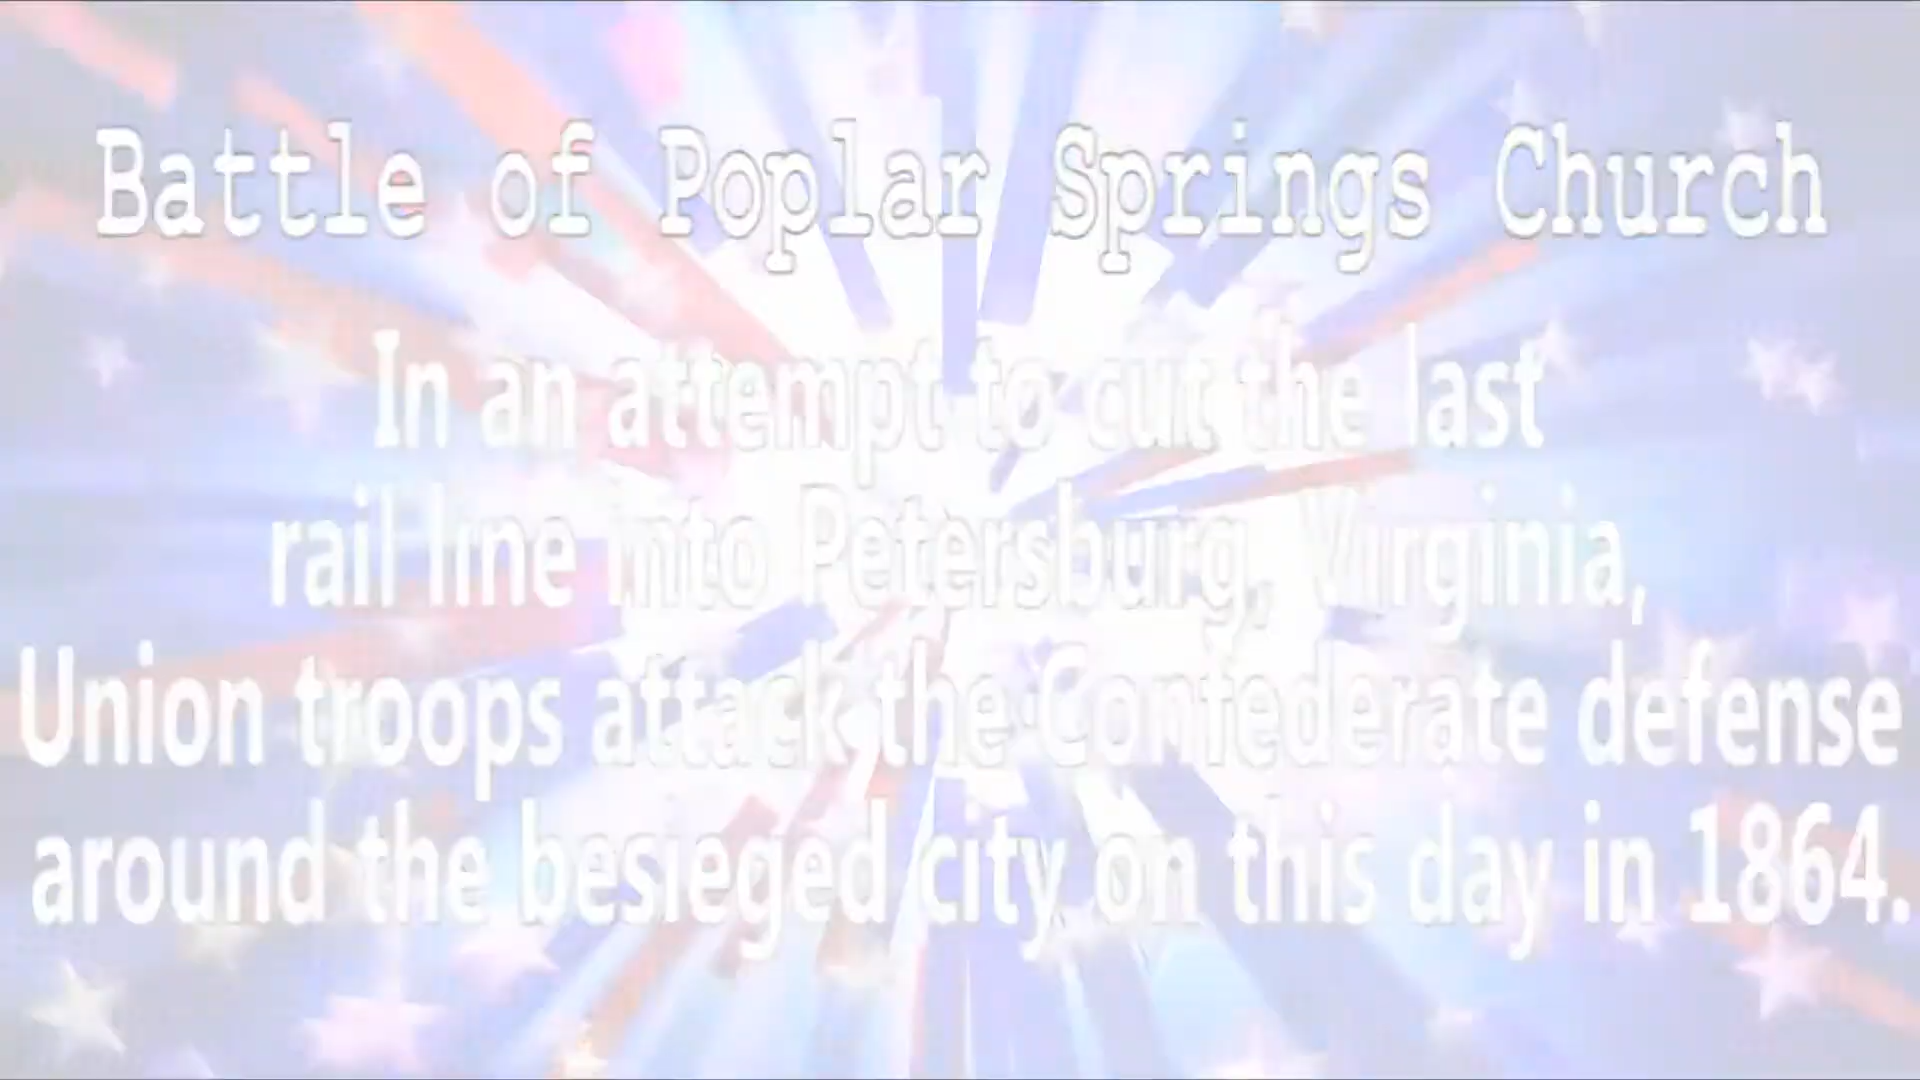 Battle of Poplar Springs Church
In an attempt to cut the last
rail line into Petersburg, Virginia,
Union troops attack the Confederate defense
around the besieged city on this day in 1864.